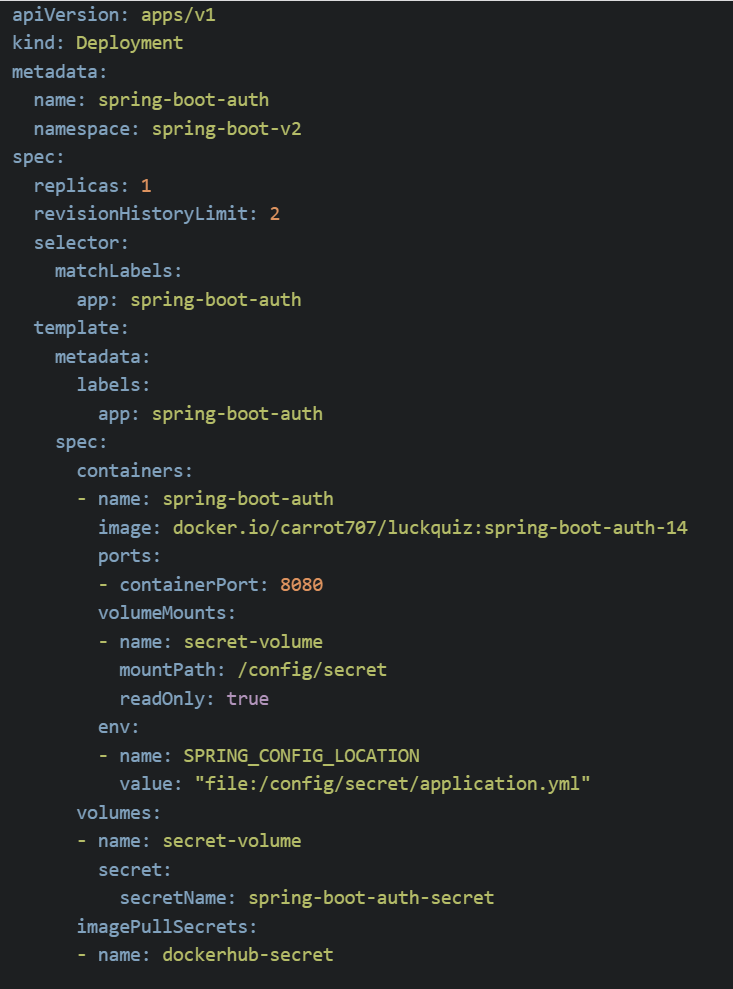 apiVersion: apps/v1
kind: Deployment
metadata:
  name: spring-boot-auth
  namespace: spring-boot-v2
spec:
  replicas: 1
  revisionHistoryLimit: 2
  selector:
    matchLabels:
      app: spring-boot-auth
  template:
    metadata:
      labels:
        app: spring-boot-auth
    spec:
      containers:
      - name: spring-boot-auth
        image: docker.io/carrot707/luckquiz:spring-boot-auth-14
        ports:
        - containerPort: 8080
        volumeMounts:
        - name: secret-volume
          mountPath: /config/secret
          readOnly: true
        env:
        - name: SPRING_CONFIG_LOCATION
          value: "file:/config/secret/application.yml"
      volumes:
      - name: secret-volume
        secret:
          secretName: spring-boot-auth-secret
      imagePullSecrets:
      - name: dockerhub-secret